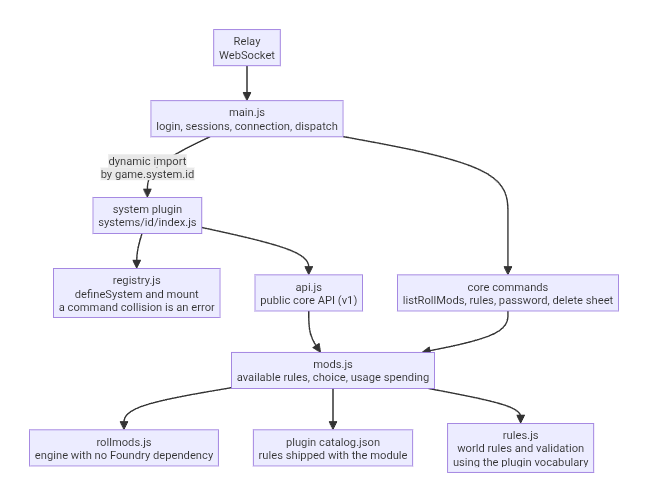 Relay
WebSocket
main.js
login, sessions, connection, dispatch
dynamic import
by game.system.id
system plugin
systems/id/index.js
registry.js
defineSystem and mount
a command collision is an error
api.js
public core API (v1)
core commands
listRollMods, rules, password, delete sheet
mods.js
available rules, choice, usage spending
rollmods.js
engine with no Foundry dependency
plugin catalog.json
rules shipped with the module
rules.js
world rules and validation
using the plugin vocabulary